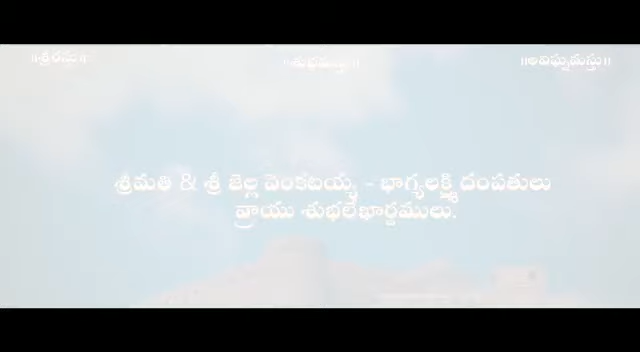 ॥శ్రీరస్తు॥ ॥శుభమస్తు॥ ॥అవిఘ్నమస్తు॥
శ్రీమతి & శ్రీ జెల్ల వెంకటయ్య - భాగ్యలక్ష్మి దంపతులు
వ్రాయు శుభలేఖార్థములు.